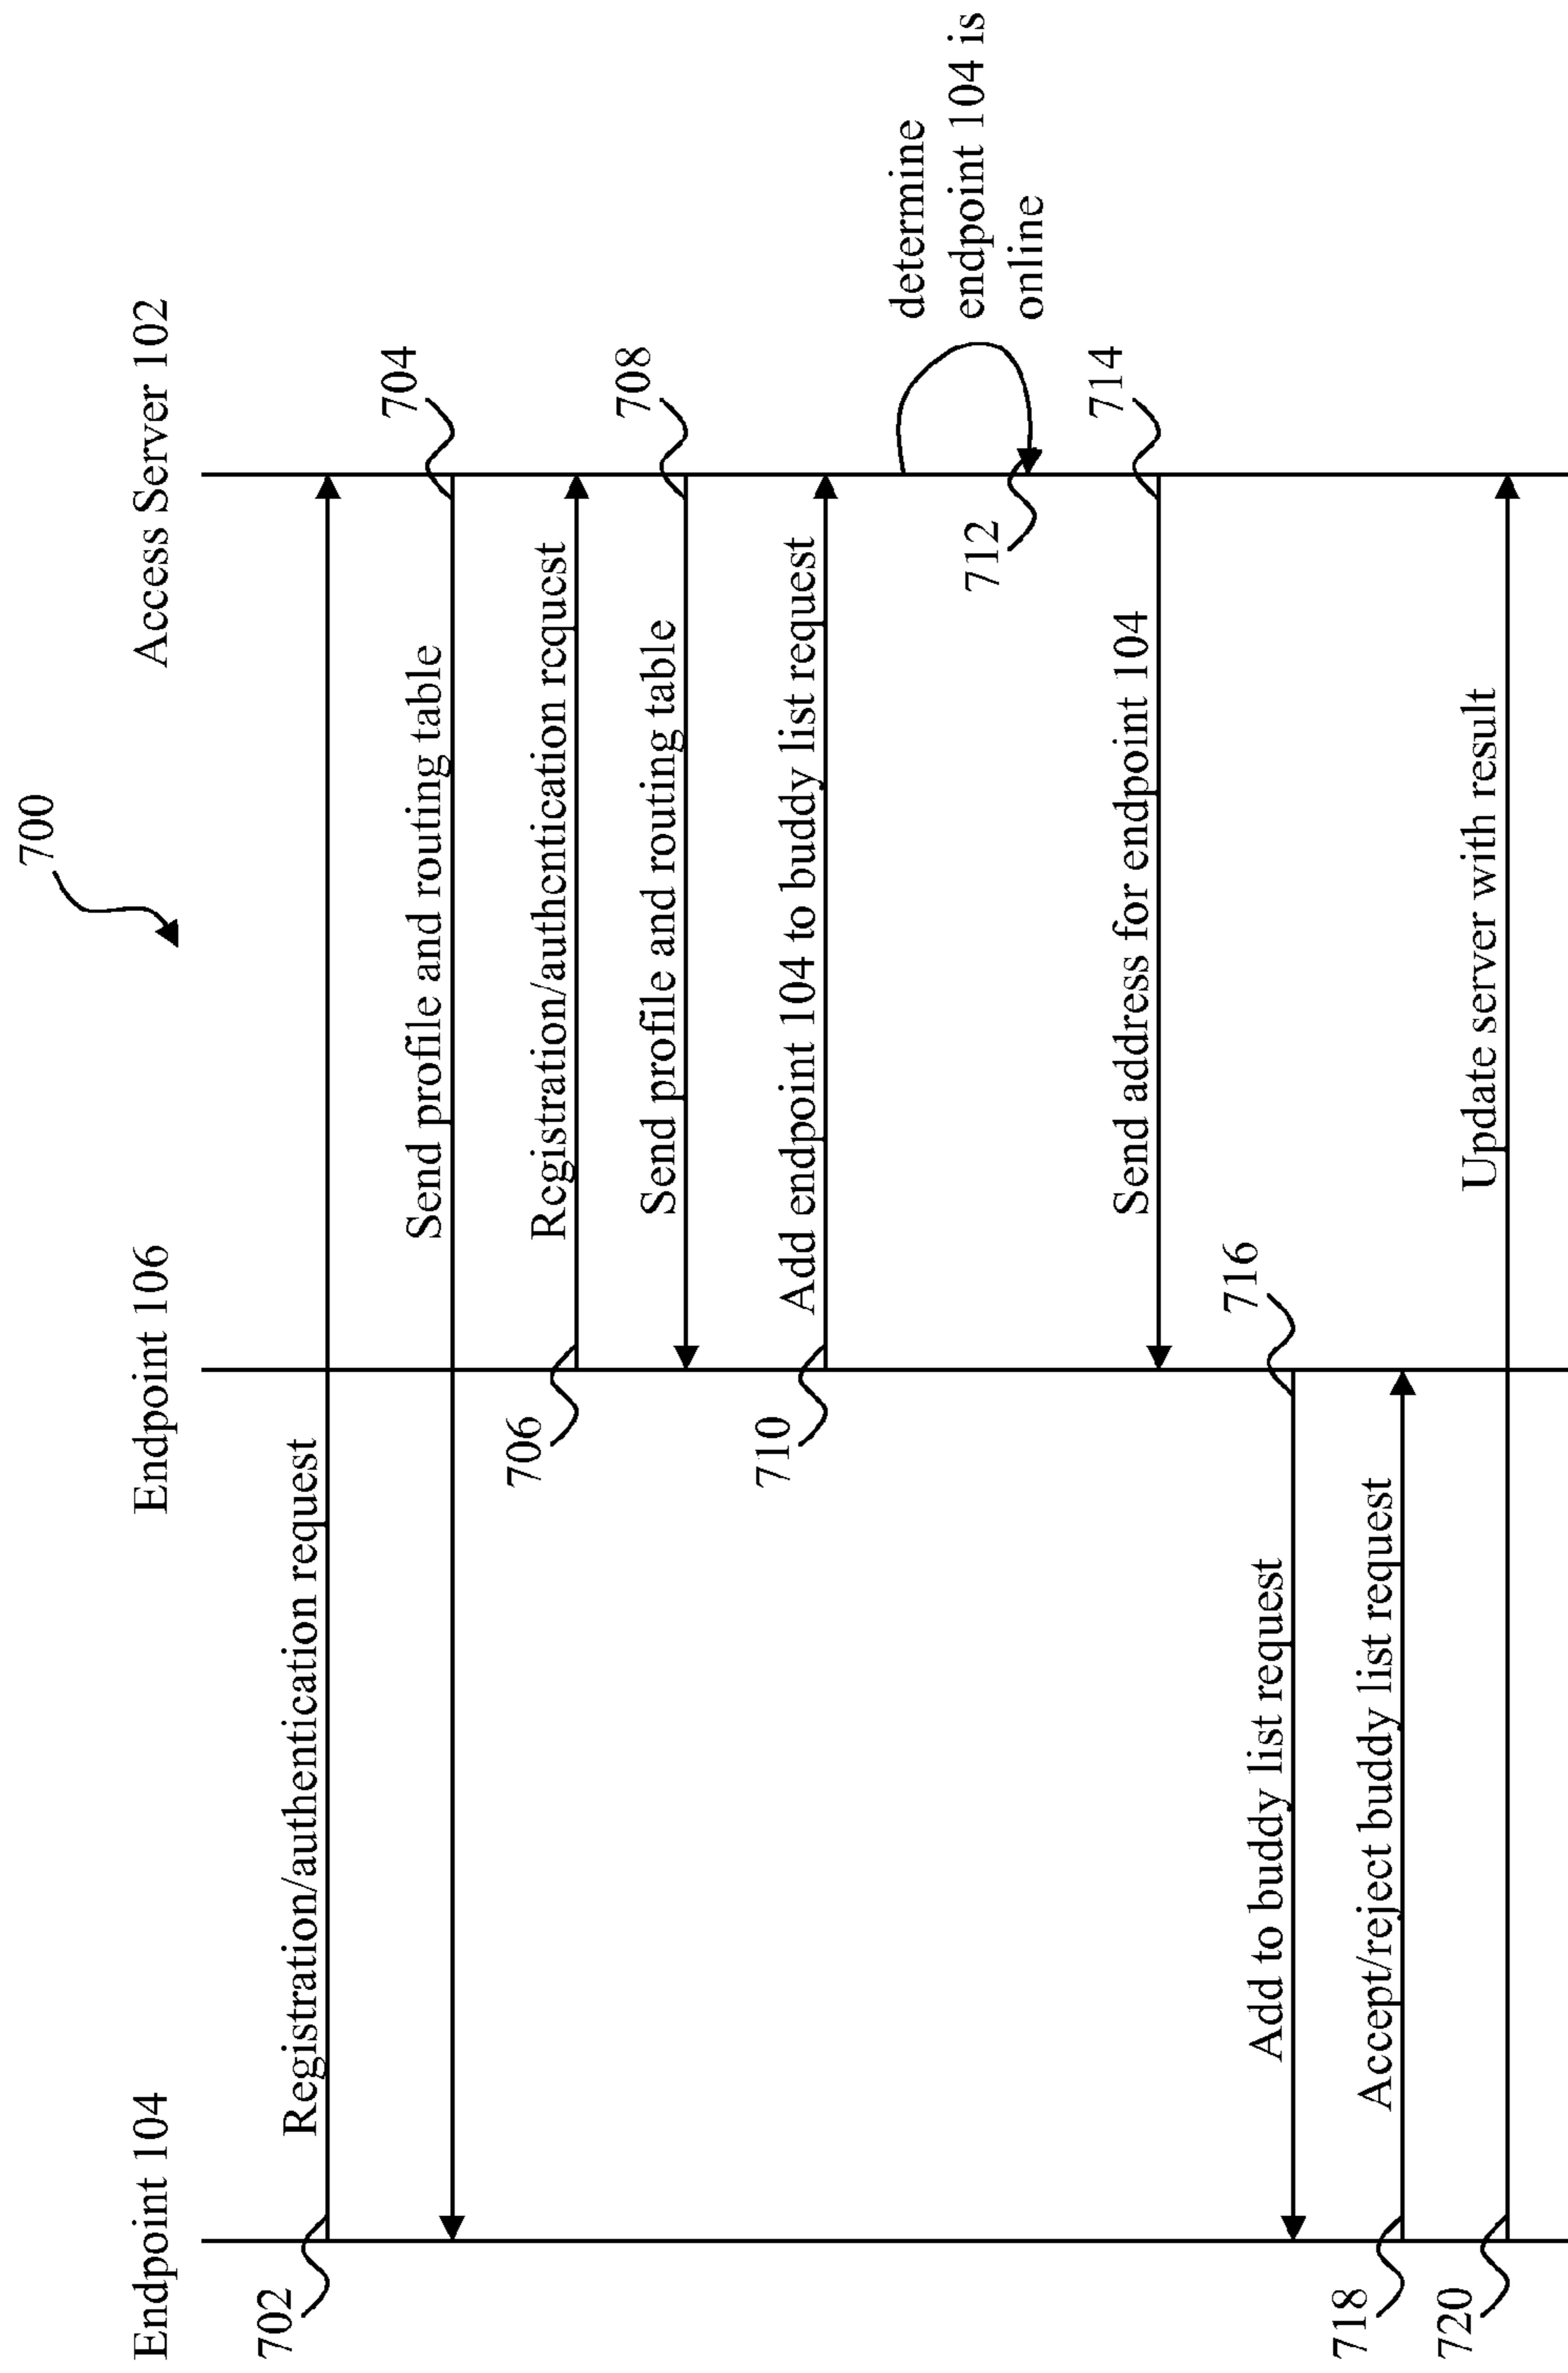 700
Endpoint 104
Endpoint 106
Access Server 102
702
Registration/authentication request
704
Send profile and routing table
706
Registration/authentication request
708
Send profile and routing table
710
Add endpoint 104 to buddy list request
determine
endpoint 104 is
online
712
714
Send address for endpoint 104
716
Add to buddy list request
718
Accept/reject buddy list request
720
Update server with result